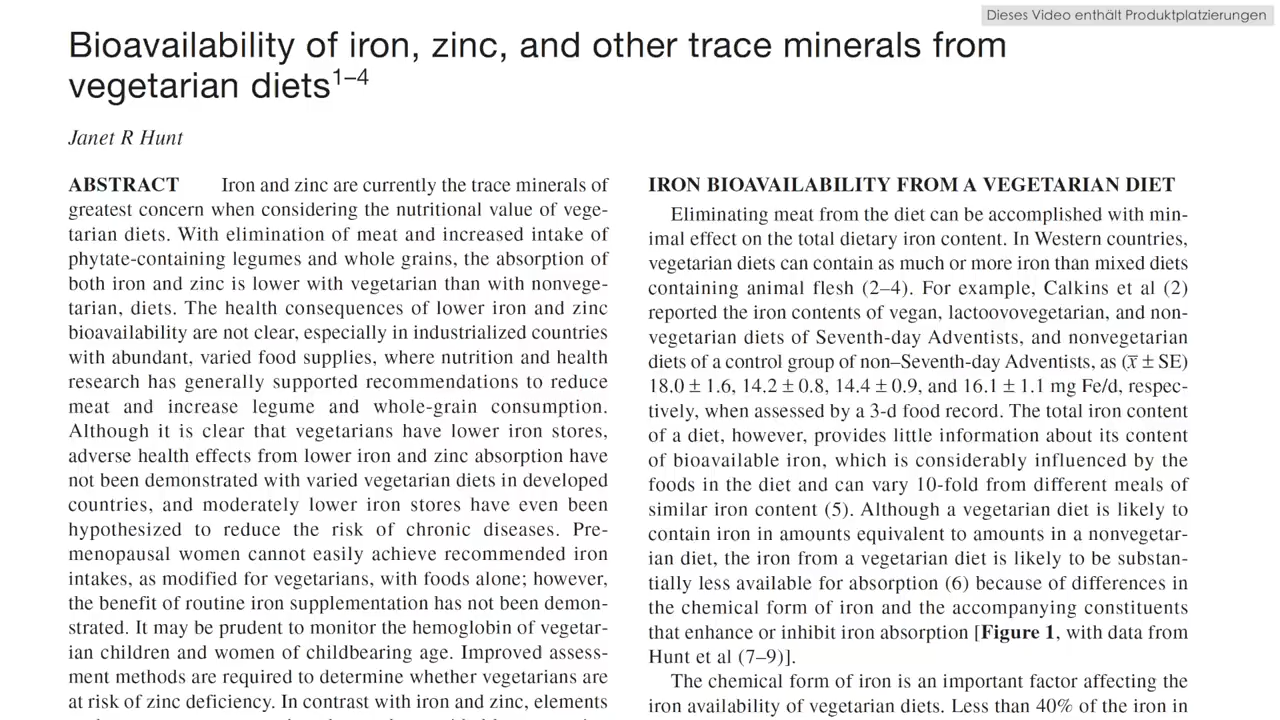 Dieses Video enthält Produktplatzierungen
Bioavailability of iron, zinc, and other trace minerals from
vegetarian diets1–4
Janet R Hunt
ABSTRACT Iron and zinc are currently the trace minerals of
greatest concern when considering the nutritional value of vege-
tarian diets. With elimination of meat and increased intake of
phytate-containing legumes and whole grains, the absorption of
both iron and zinc is lower with vegetarian than with nonvege-
tarian, diets. The health consequences of lower iron and zinc
bioavailability are not clear, especially in industrialized countries
with abundant, varied food supplies, where nutrition and health
research has generally supported recommendations to reduce
meat and increase legume and whole-grain consumption.
Although it is clear that vegetarians have lower iron stores,
adverse health effects from lower iron and zinc absorption have
not been demonstrated with varied vegetarian diets in developed
countries, and moderately lower iron stores have even been
hypothesized to reduce the risk of chronic diseases. Pre-
menopausal women cannot easily achieve recommended iron
intakes, as modified for vegetarians, with foods alone; however,
the benefit of routine iron supplementation has not been demon-
strated. It may be prudent to monitor the hemoglobin of vegetar-
ian children and women of childbearing age. Improved assess-
ment methods are required to determine whether vegetarians are
at risk of zinc deficiency. In contrast with iron and zinc, elements
IRON BIOAVAILABILITY FROM A VEGETARIAN DIET
Eliminating meat from the diet can be accomplished with min-
imal effect on the total dietary iron content. In Western countries,
vegetarian diets can contain as much or more iron than mixed diets
containing animal flesh (2–4). For example, Calkins et al (2)
reported the iron contents of vegan, lactoovovegetarian, and non-
vegetarian diets of Seventh-day Adventists, and nonvegetarian
diets of a control group of non–Seventh-day Adventists, as (x̅ ± SE)
18.0 ± 1.6, 14.2 ± 0.8, 14.4 ± 0.9, and 16.1 ± 1.1 mg Fe/d, respec-
tively, when assessed by a 3-d food record. The total iron content
of a diet, however, provides little information about its content
of bioavailable iron, which is considerably influenced by the
foods in the diet and can vary 10-fold from different meals of
similar iron content (5). Although a vegetarian diet is likely to
contain iron in amounts equivalent to amounts in a nonvegetar-
ian diet, the iron from a vegetarian diet is likely to be substan-
tially less available for absorption (6) because of differences in
the chemical form of iron and the accompanying constituents
that enhance or inhibit iron absorption [Figure 1, with data from
Hunt et al (7–9)].
The chemical form of iron is an important factor affecting the
iron availability of vegetarian diets. Less than 40% of the iron in